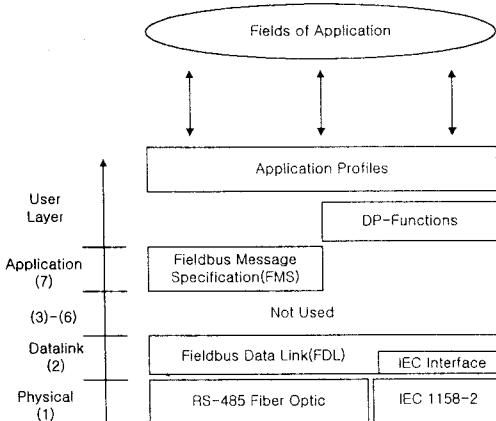 Fields of Application
Application Profiles
User
Layer
DP-Functions
Application
(7)
Fieldbus Message
Specification(FMS)
(3)-(6)
Not Used
Datalink
(2)
Fieldbus Data Link(FDL)
IEC Interface
Physical
(1)
RS-485 Fiber Optic
IEC 1158-2